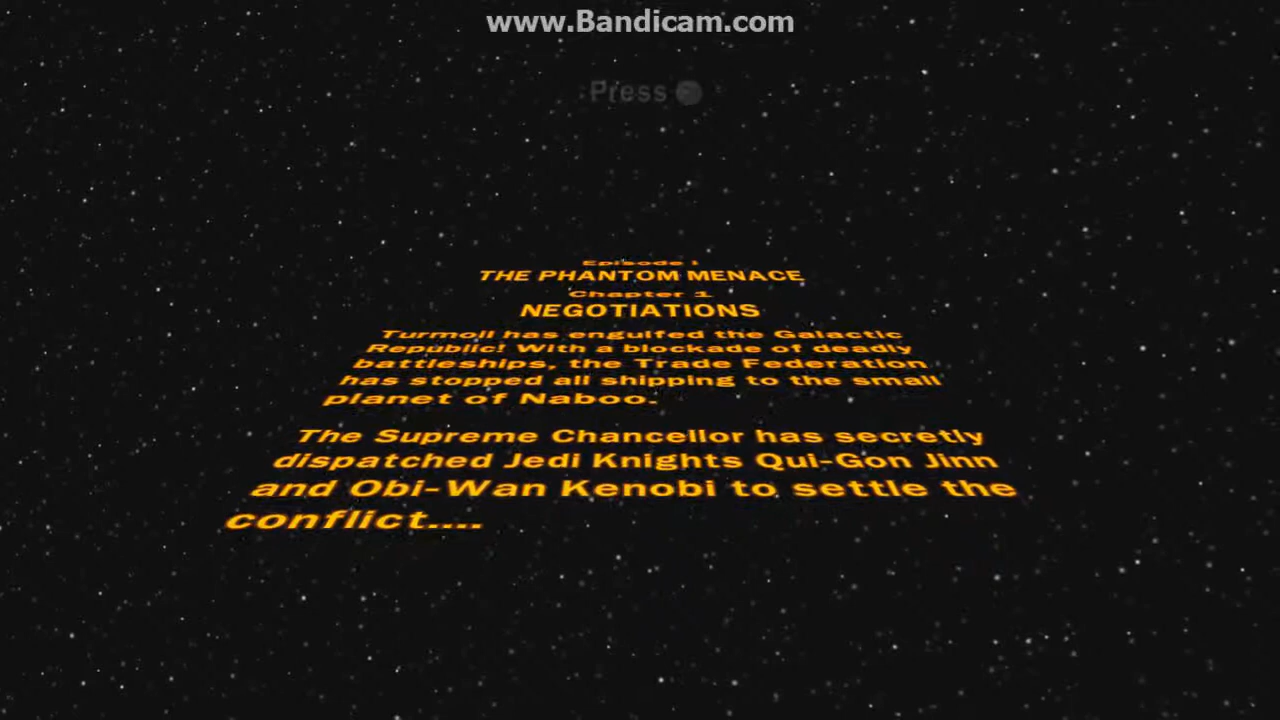 www.Bandicam.com
Press
Episode I
THE PHANTOM MENACE
Chapter 1
NEGOTIATIONS
Turmoil has engulfed the Galactic
Republic! With a blockade of deadly
battleships, the Trade Federation
has stopped all shipping to the small
planet of Naboo.
The Supreme Chancellor has secretly
dispatched Jedi Knights Qui-Gon Jinn
and Obi-Wan Kenobi to settle the
conflict....